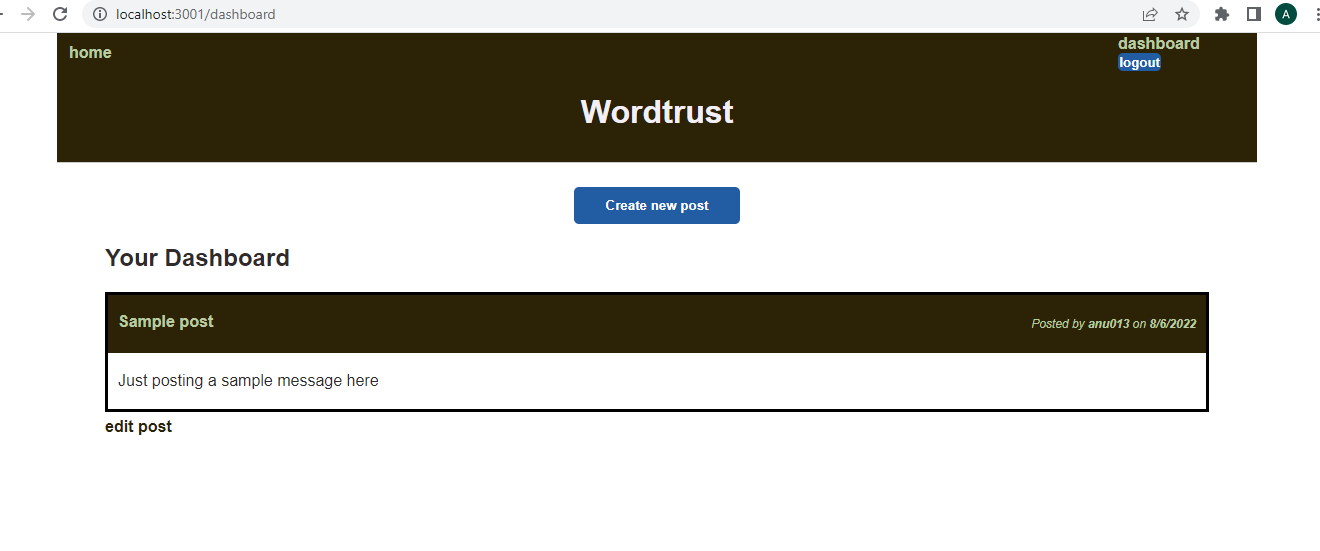 localhost:3001/dashboard
A
home
dashboard
logout
Wordtrust
Create new post
Your Dashboard
Sample post
Posted by anu013 on 8/6/2022
Just posting a sample message here
edit post